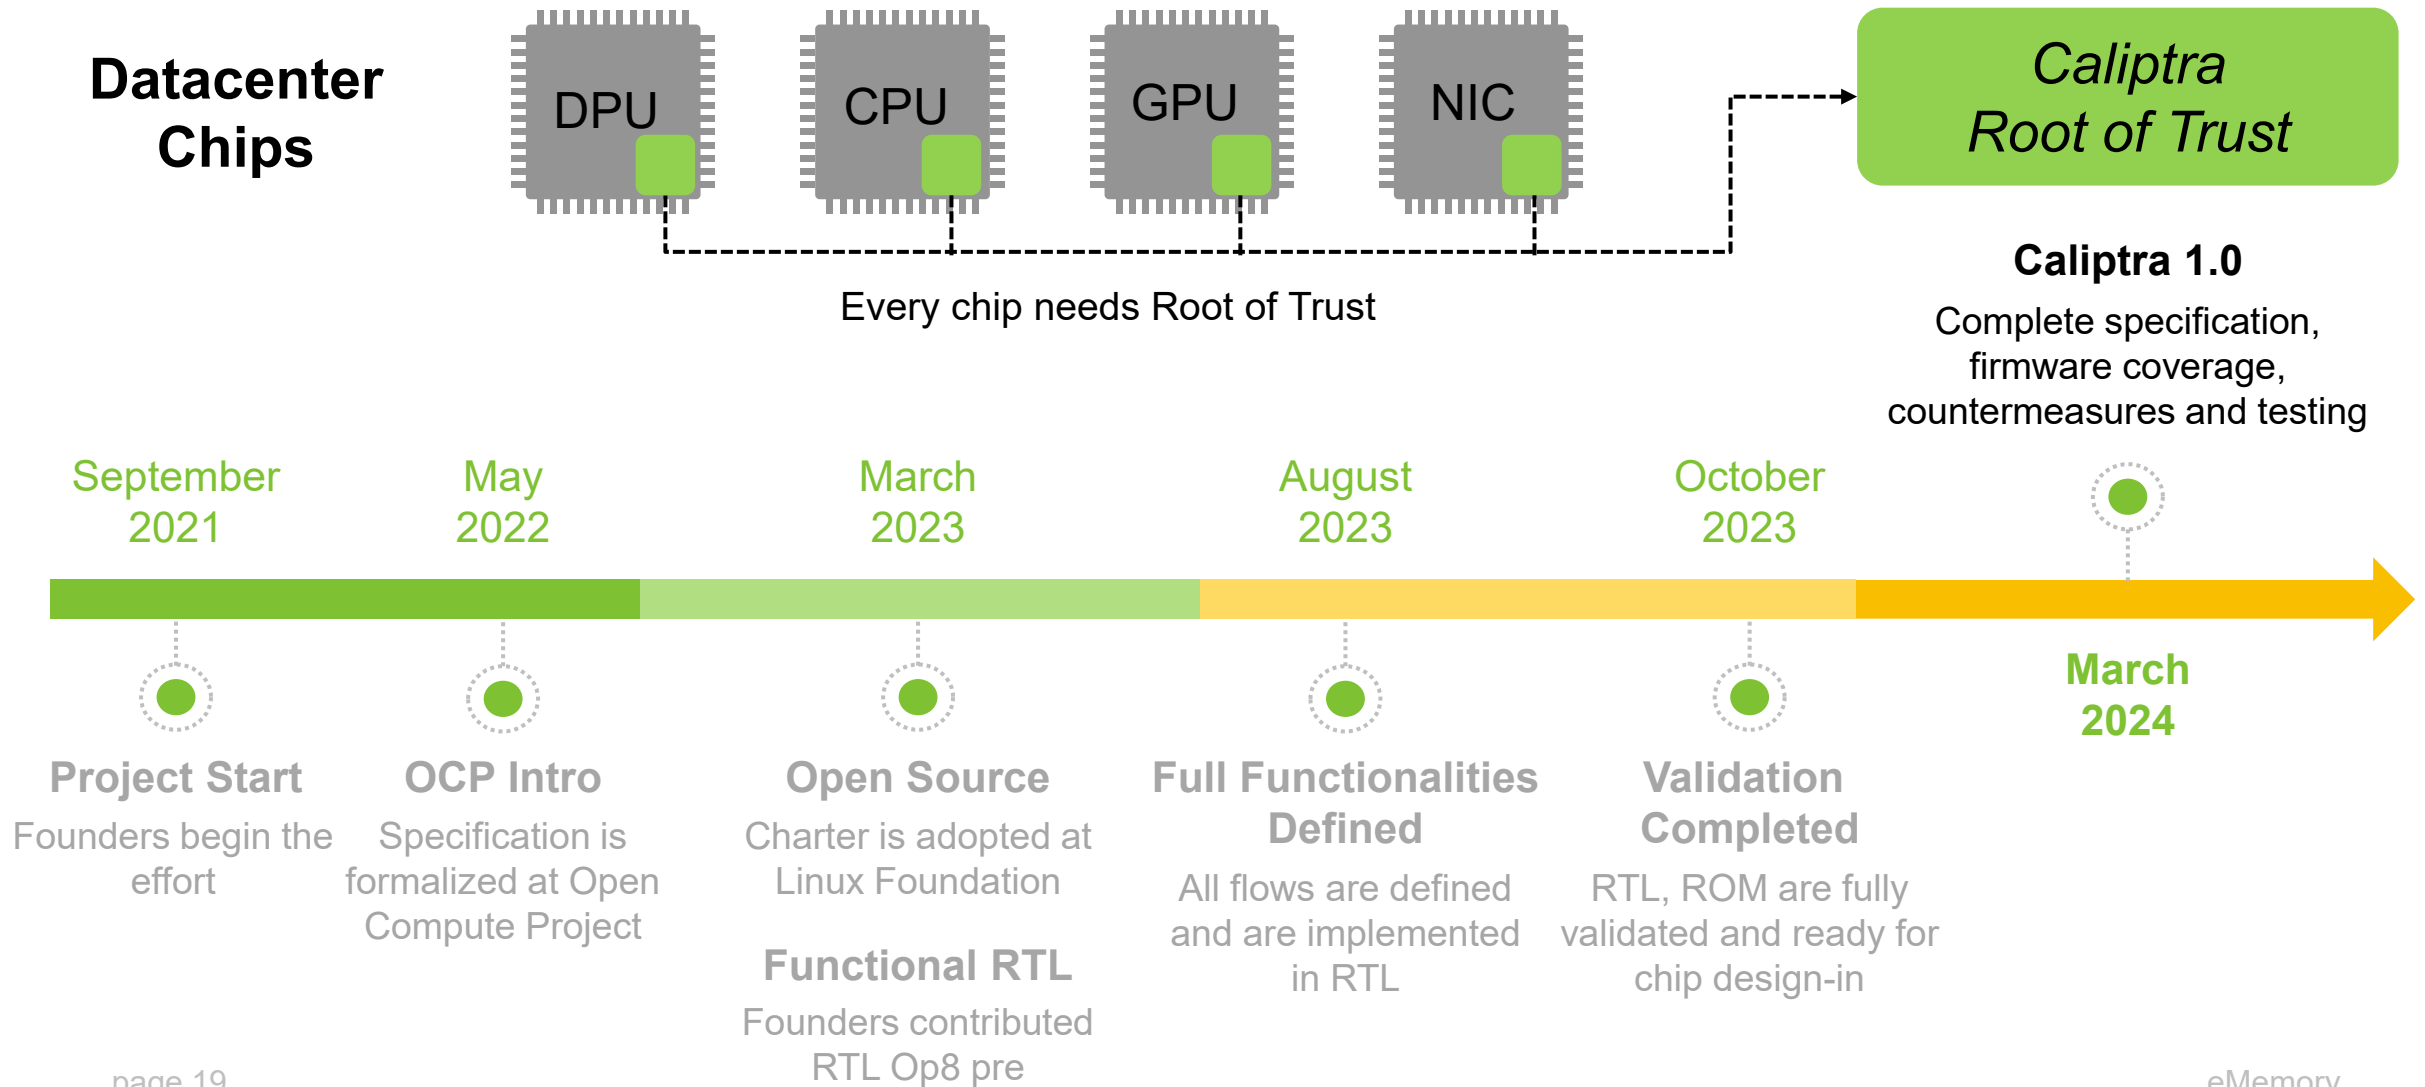 Datacenter
Chips
DPU
CPU
GPU
NIC
Caliptra
Root of Trust
Every chip needs Root of Trust
Caliptra 1.0
Complete specification,
firmware coverage,
countermeasures and testing
September
2021
May
2022
March
2023
August
2023
October
2023
March
2024
Project Start
Founders begin the
effort
OCP Intro
Specification is
formalized at Open
Compute Project
Open Source
Charter is adopted at
Linux Foundation
Functional RTL
Founders contributed
RTL Op8 pre
Full Functionalities
Defined
All flows are defined
and are implemented
in RTL
Validation
Completed
RTL, ROM are fully
validated and ready for
chip design-in
page 19
eMemory